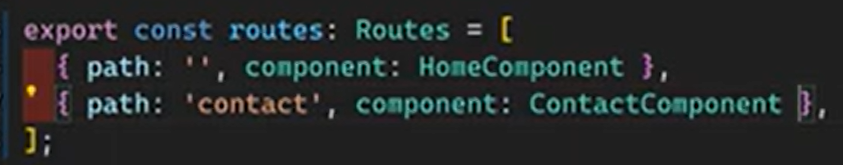 export const routes: Routes = [
  { path: '', component: HomeComponent },
  { path: 'contact', component: ContactComponent },
];